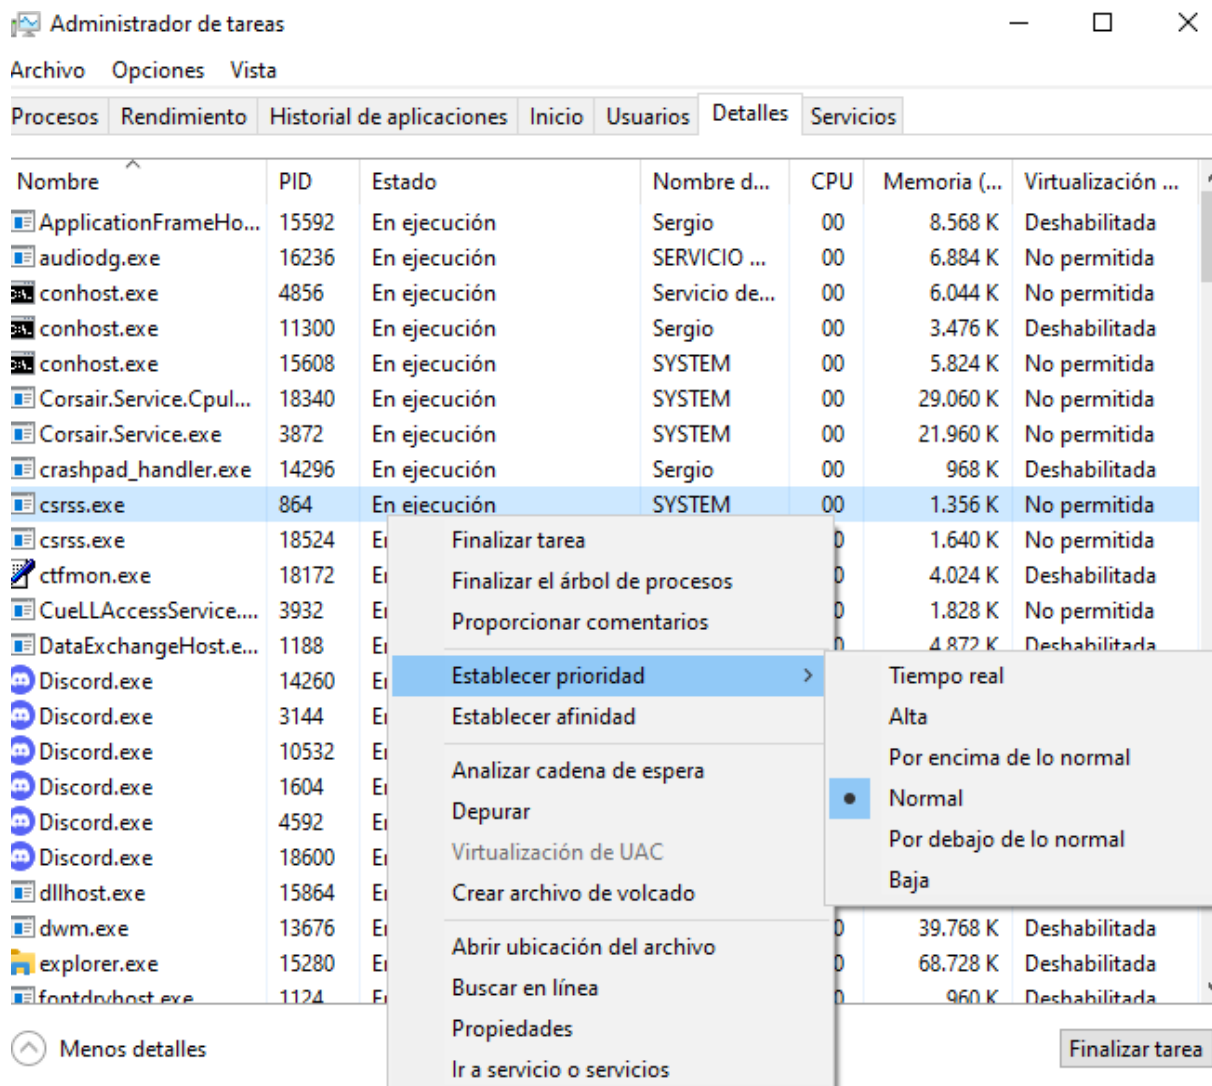 Administrador de tareas
Archivo Opciones Vista
Procesos Rendimiento Historial de aplicaciones Inicio Usuarios Detalles Servicios
Nombre PID Estado Nombre d... CPU Memoria (... Virtualización ...
ApplicationFrameHo... 15592 En ejecución Sergio 00 8.568 K Deshabilitada
audiodg.exe 16236 En ejecución SERVICIO ... 00 6.884 K No permitida
conhost.exe 4856 En ejecución Servicio de... 00 6.044 K No permitida
conhost.exe 11300 En ejecución Sergio 00 3.476 K Deshabilitada
conhost.exe 15608 En ejecución SYSTEM 00 5.824 K No permitida
Corsair.Service.Cpul... 18340 En ejecución SYSTEM 00 29.060 K No permitida
Corsair.Service.exe 3872 En ejecución SYSTEM 00 21.960 K No permitida
crashpad_handler.exe 14296 En ejecución Sergio 00 968 K Deshabilitada
csrss.exe 864 En ejecución SYSTEM 00 1.356 K No permitida
csrss.exe 18524 1.640 K No permitida
ctfmon.exe 18172 4.024 K Deshabilitada
CueLLAccessService.... 3932 1.828 K No permitida
DataExchangeHost.e... 1188 4.872 K Deshabilitada
Discord.exe 14260
Discord.exe 3144
Discord.exe 10532
Discord.exe 1604
Discord.exe 4592
Discord.exe 18600
dllhost.exe 15864
dwm.exe 13676 39.768 K Deshabilitada
explorer.exe 15280 68.728 K Deshabilitada
fontdrvhost.exe 1124 960 K Deshabilitada
Finalizar tarea
Finalizar el árbol de procesos
Proporcionar comentarios
Establecer prioridad
Establecer afinidad
Analizar cadena de espera
Depurar
Virtualización de UAC
Crear archivo de volcado
Abrir ubicación del archivo
Buscar en línea
Propiedades
Ir a servicio o servicios
Tiempo real
Alta
Por encima de lo normal
Normal
Por debajo de lo normal
Baja
Menos detalles
Finalizar tarea